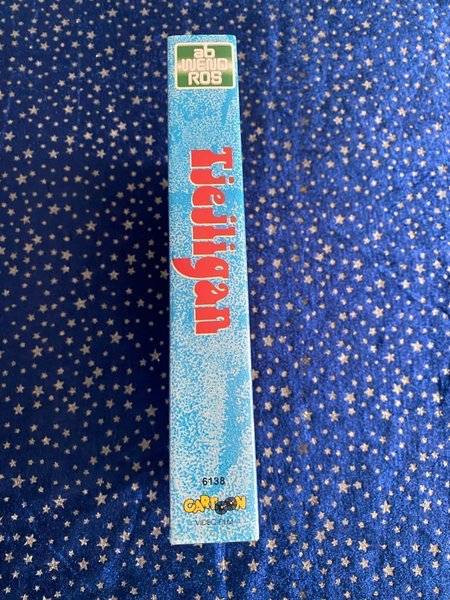 ab
WEND
ROS
Tjejligan
6138
CARTOON
VIDEO FILM